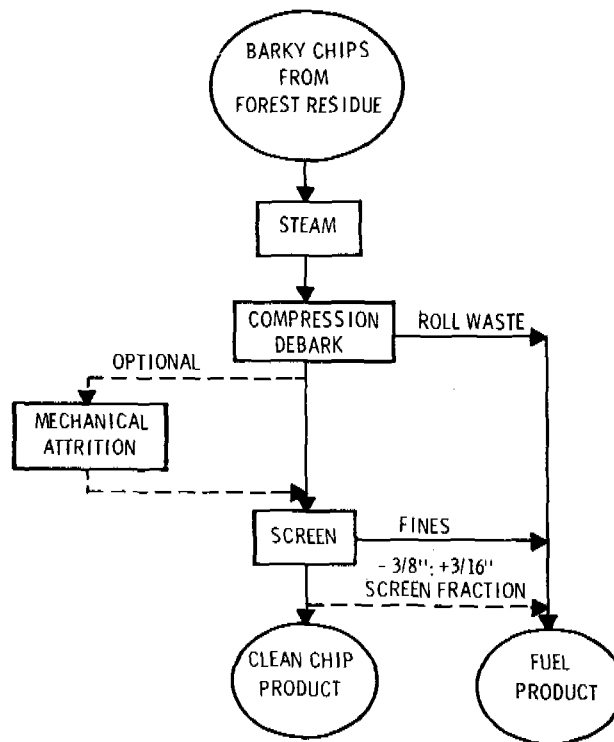 BARKY CHIPS
FROM
FOREST RESIDUE
STEAM
COMPRESSION
DEBARK
ROLL WASTE
OPTIONAL
MECHANICAL
ATTRITION
SCREEN
FINES
- 3/8": +3/16"
SCREEN FRACTION
CLEAN CHIP
PRODUCT
FUEL
PRODUCT